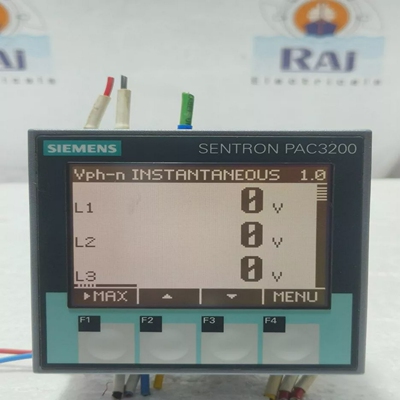 RAJ
Electricals
SIEMENS SENTRON PAC3200
Vph-n INSTANTANEOUS 1.0
L1 0 V
L2 0 V
L3 0 V
►MAX ▲ ▼ MENU
F1 F2 F3 F4